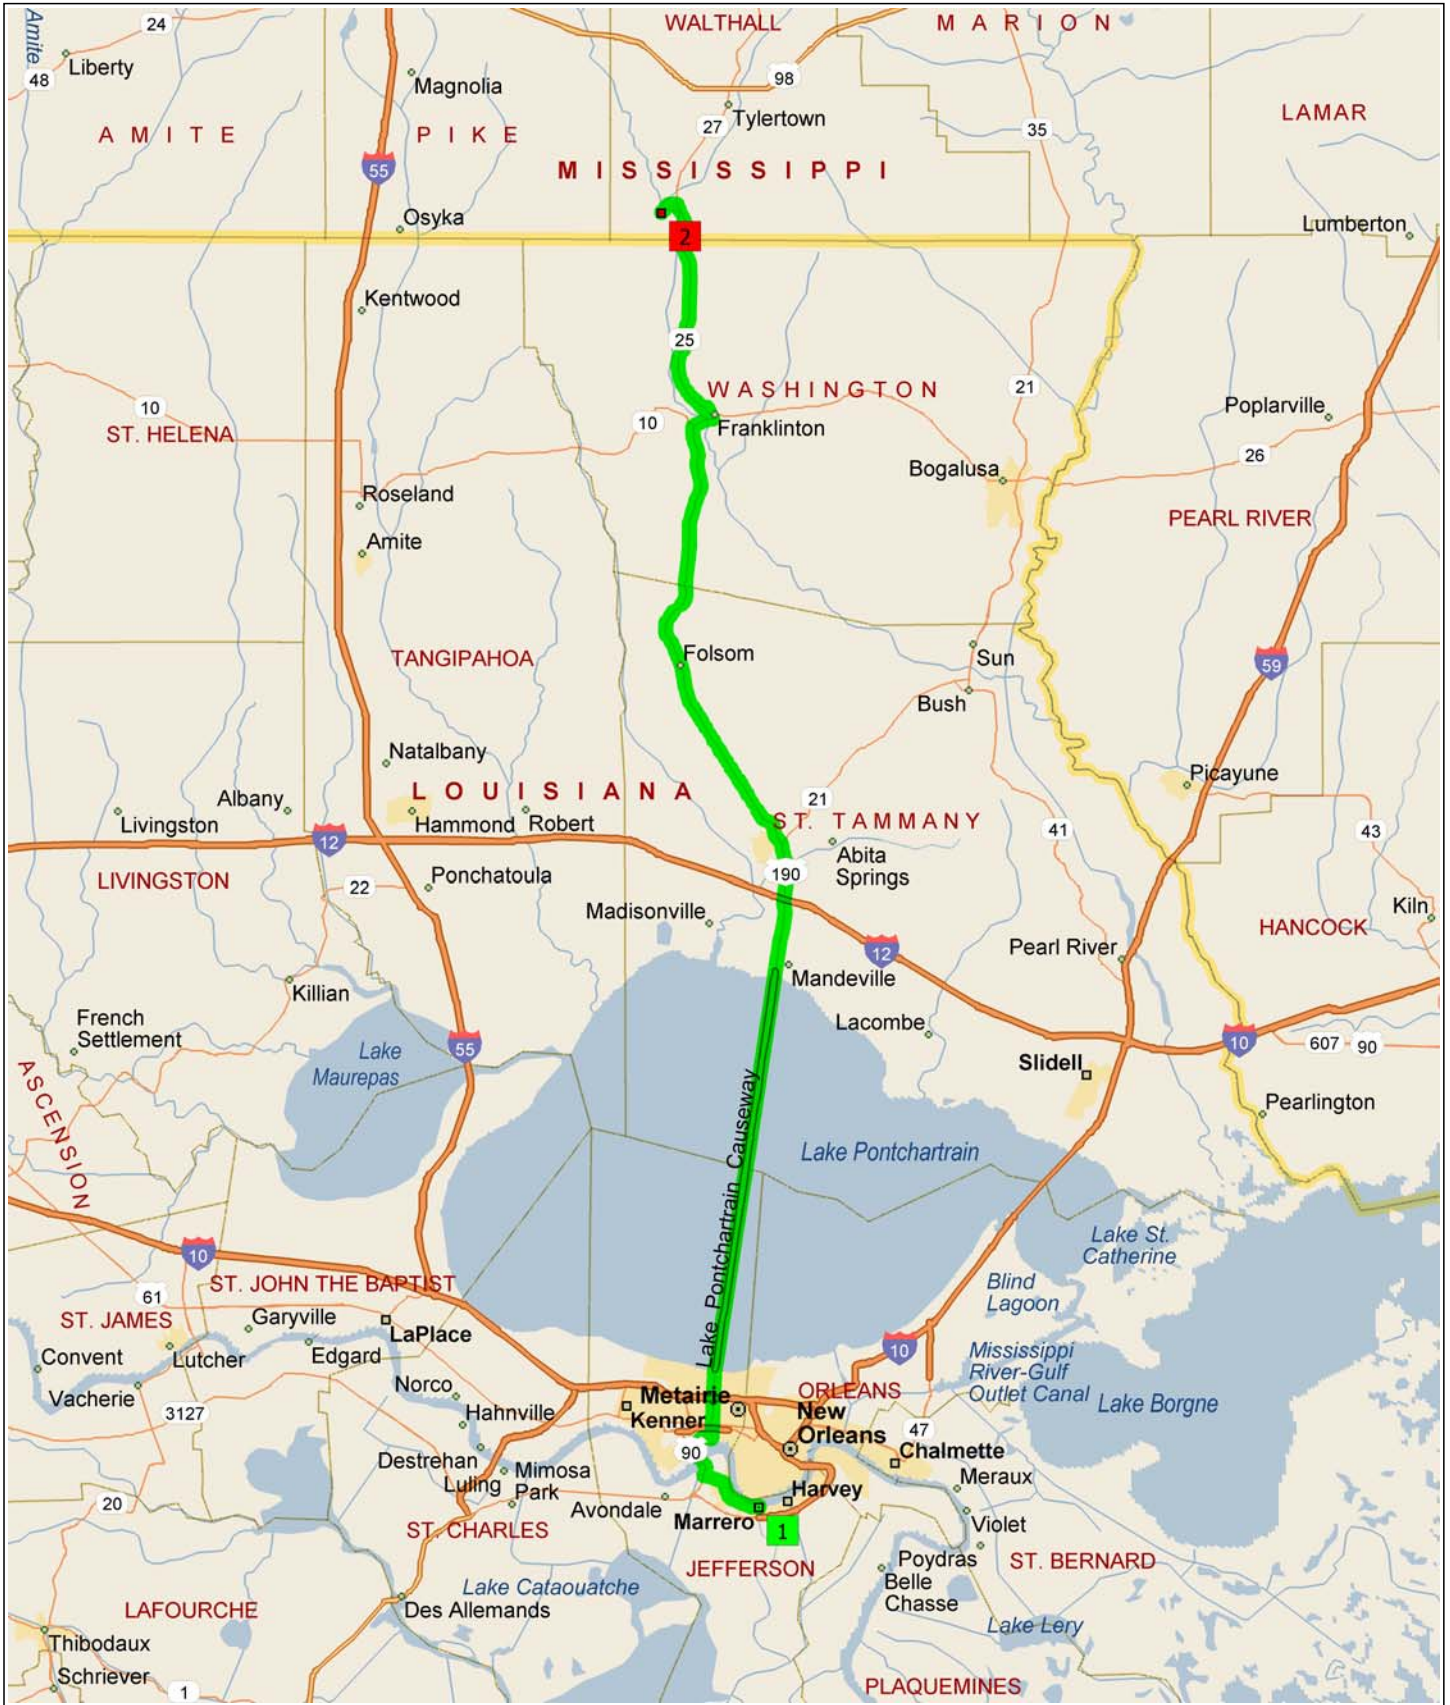 Amite
24
WALTHALL
MARION
48
Liberty
Magnolia
98
Tylertown
27
35
LAMAR
AMITE
PIKE
55
MISSISSIPPI
Osyka
2
Lumberton
Kentwood
25
WASHINGTON
21
10
10
Poplarville
ST. HELENA
Franklinton
26
Bogalusa
Roseland
PEARL RIVER
Amite
TANGIPAHOA
Folsom
Sun
59
Bush
Natalbany
Picayune
Albany
LOUISIANA
21
Livingston
Hammond
Robert
ST. TAMMANY
41
43
12
Abita
Springs
190
LIVINGSTON
22
Ponchatoula
Madisonville
Kiln
HANCOCK
12
Pearl River
Killian
Mandeville
French
Settlement
Lacombe
55
Lake
Maurepas
10
607
90
Slidell
ASCENSION
Pearlington
Lake Pontchartrain Causeway
Lake Pontchartrain
10
Lake St.
Catherine
ST. JOHN THE BAPTIST
61
Blind
Lagoon
ST. JAMES
Garyville
LaPlace
10
Convent
Lutcher
Edgard
Mississippi
River-Gulf
Outlet Canal
Vacherie
Norco
Metairie
ORLEANS
Lake Borgne
3127
Hahnville
Kenner
New
Orleans
47
90
Chalmette
Destrehan
Luling
Mimosa
Park
Meraux
20
Avondale
Harvey
Marrero
1
Violet
ST. CHARLES
JEFFERSON
Poydras
ST. BERNARD
Belle
Chasse
Lake Cataouatche
LAFOURCHE
Des Allemands
Lake Lery
Thibodaux
Schriever
1
PLAQUEMINES